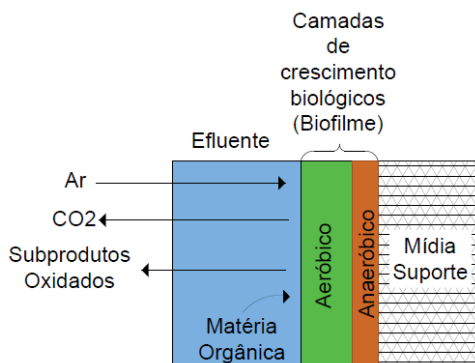 Camadas
de
crescimento
biológicos
(Biofilme)
Efluente
Ar
CO2
Subprodutos
Oxidados
Matéria
Orgânica
Aeróbico
Anaeróbico
Mídia
Suporte